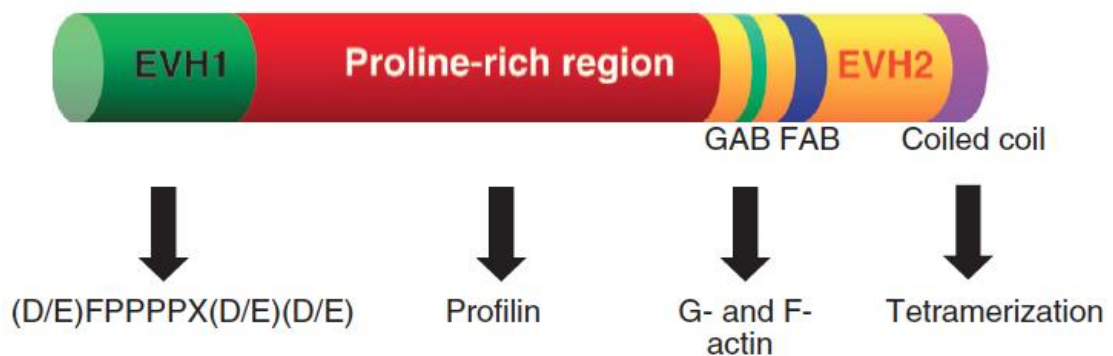 EVH1 Proline-rich region EVH2
GAB FAB Coiled coil
(D/E)FPPPPX(D/E)(D/E) Profilin G- and F- Tetramerization
actin